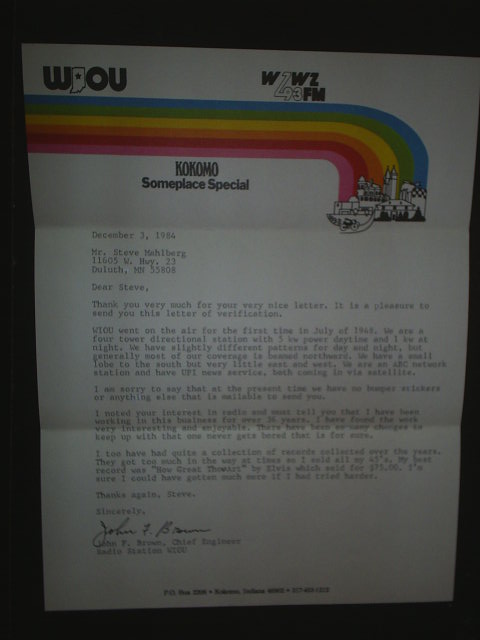 WIOU
WZWZ
93 FM
KOKOMO
Someplace Special
December 3, 1984
Mr. Steve Mahlberg
11605 W. Hwy. 23
Duluth, MN 55808
Dear Steve,
Thank you very much for your very nice letter. It is a pleasure to
send you this letter of verification.
WIOU went on the air for the first time in July of 1948. We are a
four tower directional station with 5 kw power daytime and 1 kw at
night. We have slightly different patterns for day and night, but
generally most of our coverage is beamed northward. We have a small
lobe to the south but very little east and west. We are an ABC network
station and have UPI news service, both coming in via satellite.
I am sorry to say that at the present time we have no bumper stickers
or anything else that is mailable to send you.
I noted your interest in radio and must tell you that I have been
working in this business for over 36 years. I have found the work
very interesting and enjoyable. There have been so many changes to
keep up with that one never gets bored that is for sure.
I too have had quite a collection of records collected over the years.
They got too much in the way at times so I sold all my 45's. My best
record was "How Great ThouArt" by Elvis which sold for $75.00. I'm
sure I could have gotten much more if I had tried harder.
Thanks again, Steve.
Sincerely,
John F. Brown
John F. Brown, Chief Engineer
Radio Station WIOU
P.O. Box • Kokomo, Indiana •